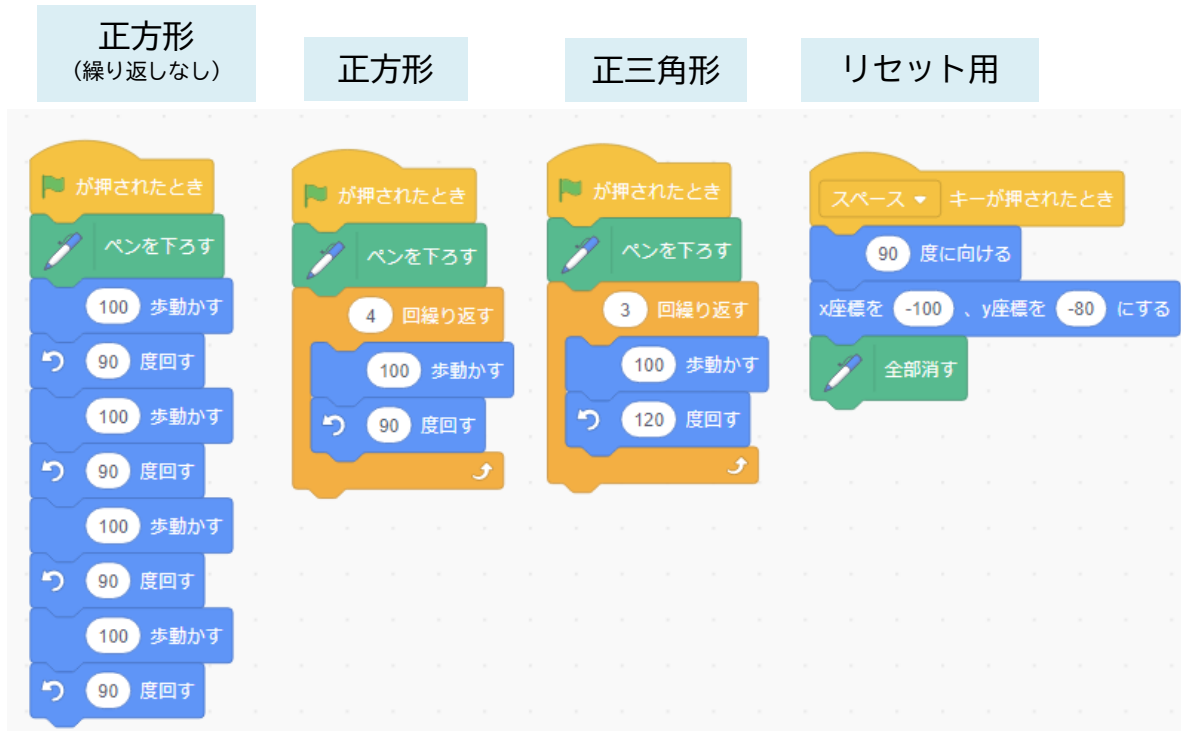 正方形
（繰り返しなし）
正方形
正三角形
リセット用
が押されたとき
ペンを下ろす
100 歩動かす
90 度回す
100 歩動かす
90 度回す
100 歩動かす
90 度回す
100 歩動かす
90 度回す
が押されたとき
ペンを下ろす
4 回繰り返す
100 歩動かす
90 度回す
が押されたとき
ペンを下ろす
3 回繰り返す
100 歩動かす
120 度回す
スペース キーが押されたとき
90 度に向ける
x座標を -100 、y座標を -80 にする
全部消す